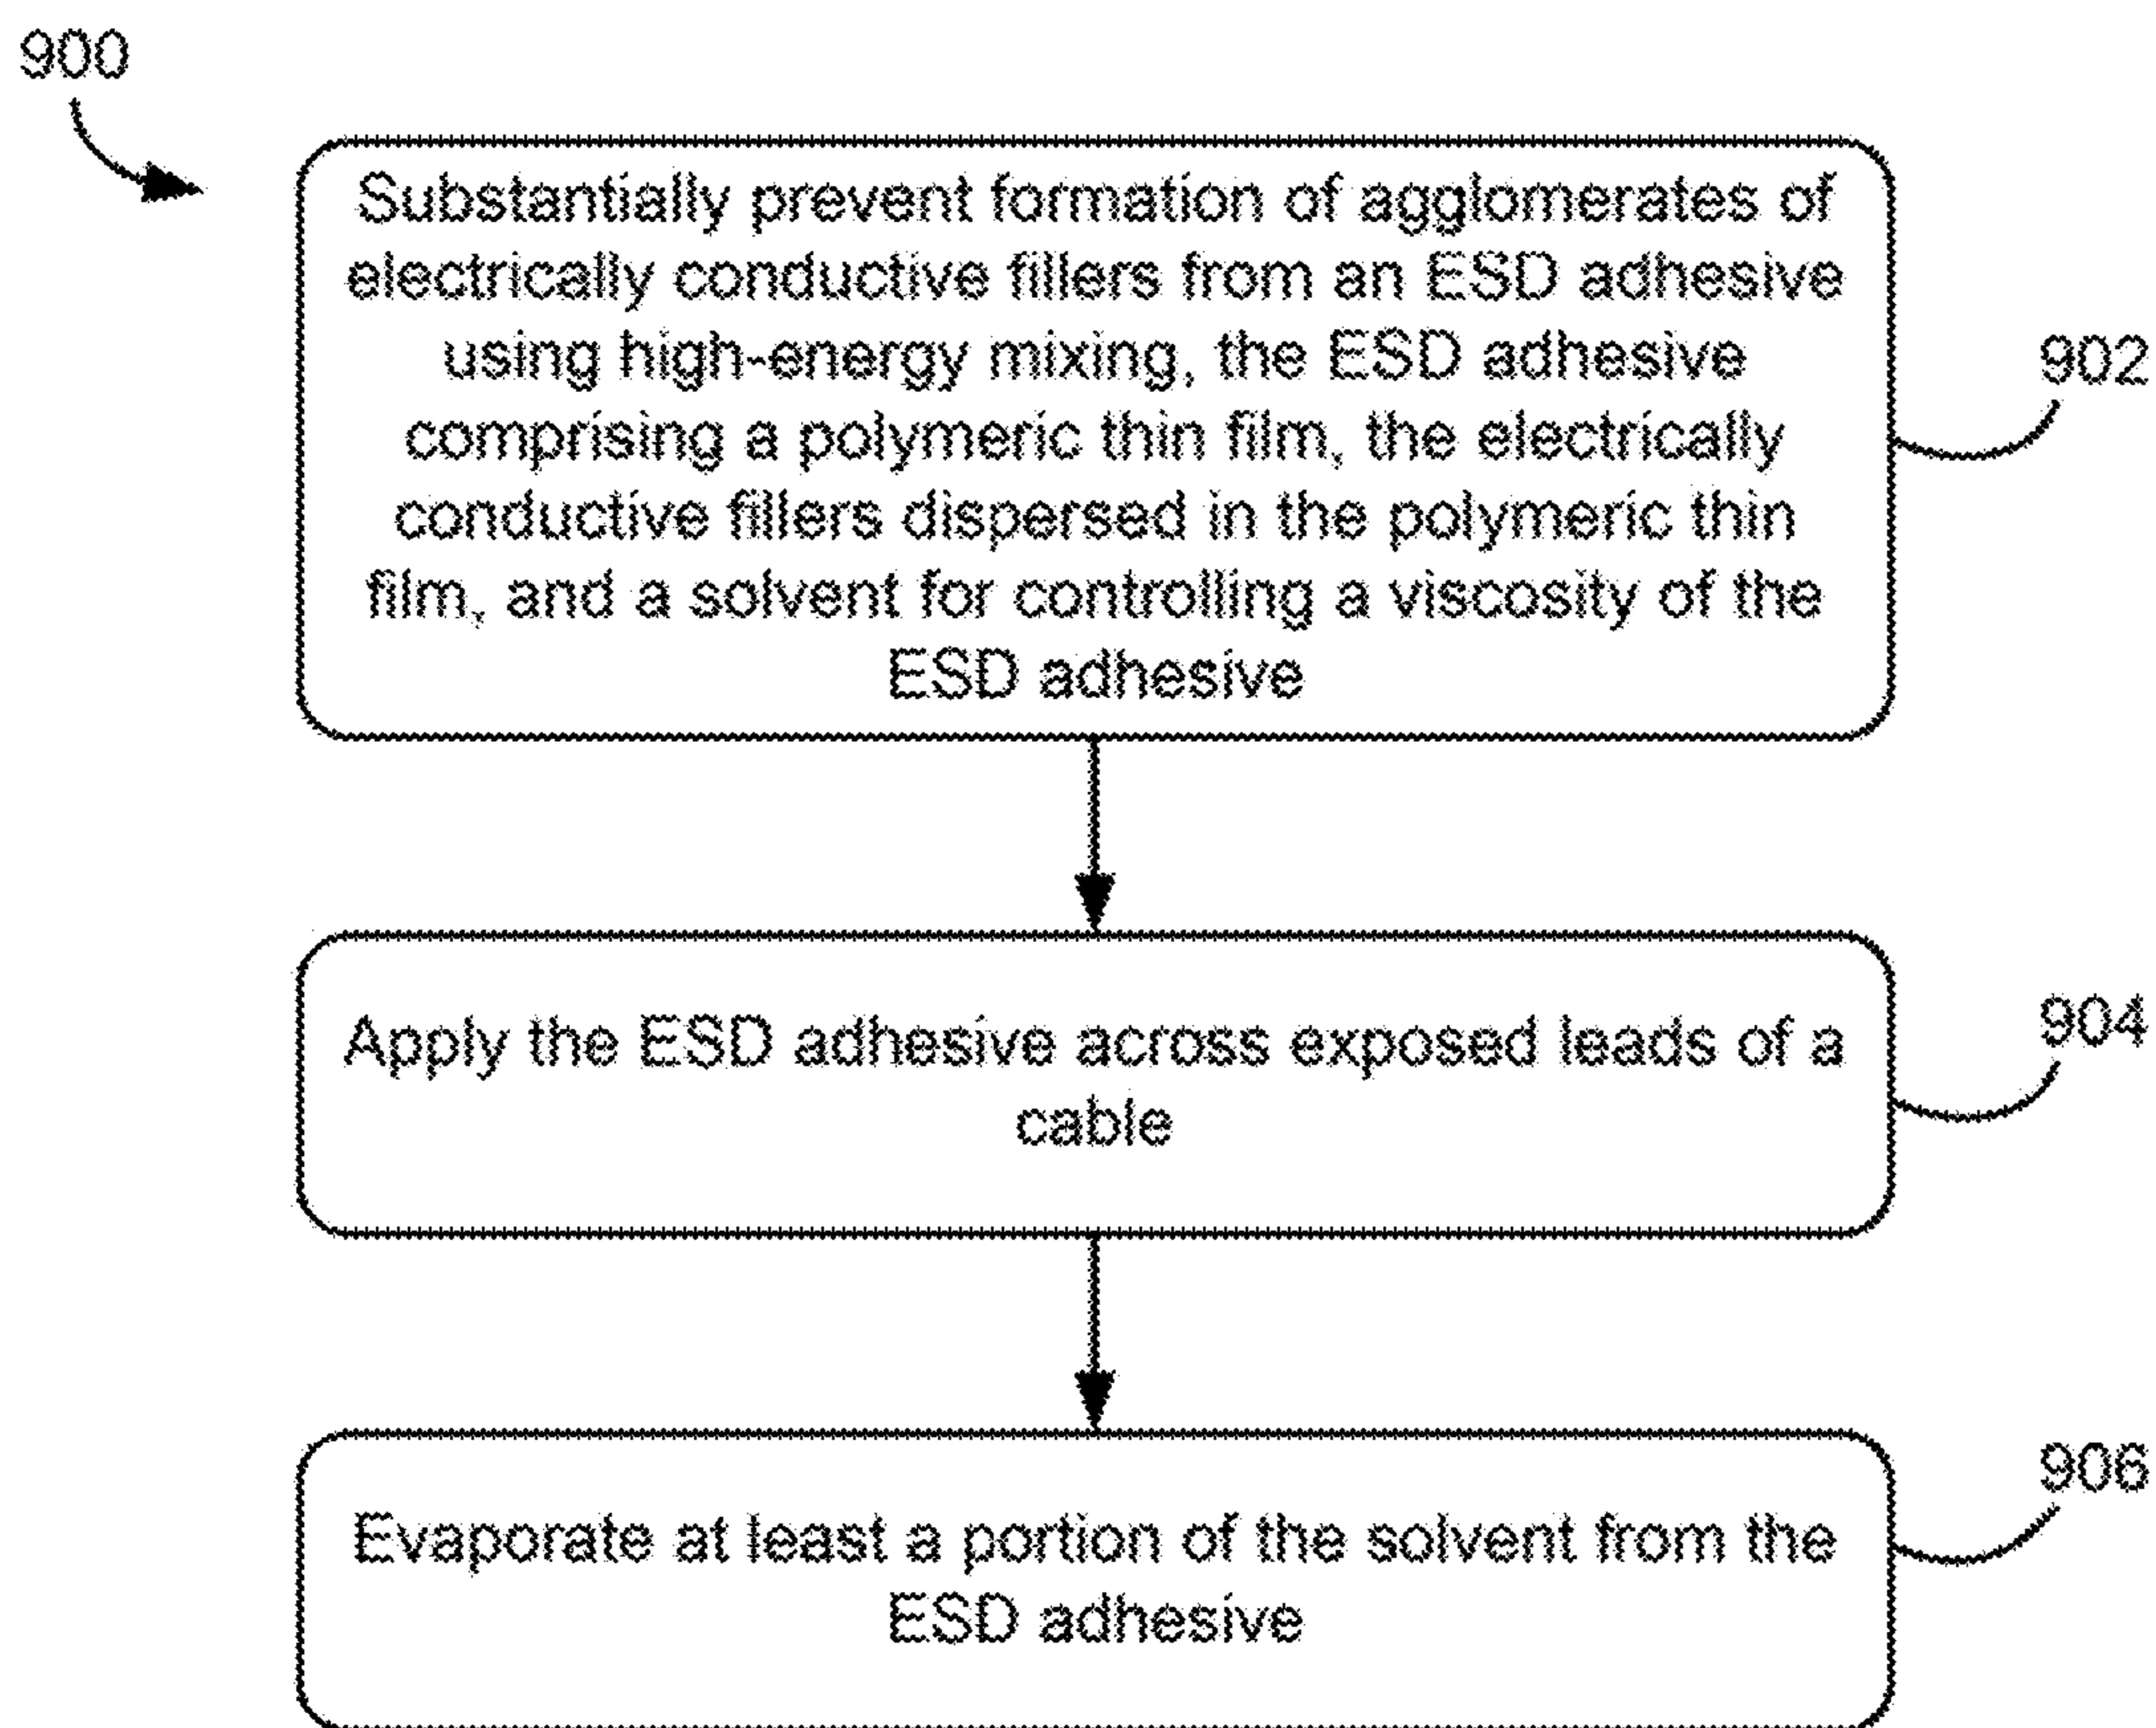 900
Substantially prevent formation of agglomerates of
electrically conductive fillers from an ESD adhesive
using high-energy mixing, the ESD adhesive
comprising a polymeric thin film, the electrically
conductive fillers dispersed in the polymeric thin
film, and a solvent for controlling a viscosity of the
ESD adhesive
902
Apply the ESD adhesive across exposed leads of a
cable
904
Evaporate at least a portion of the solvent from the
ESD adhesive
906